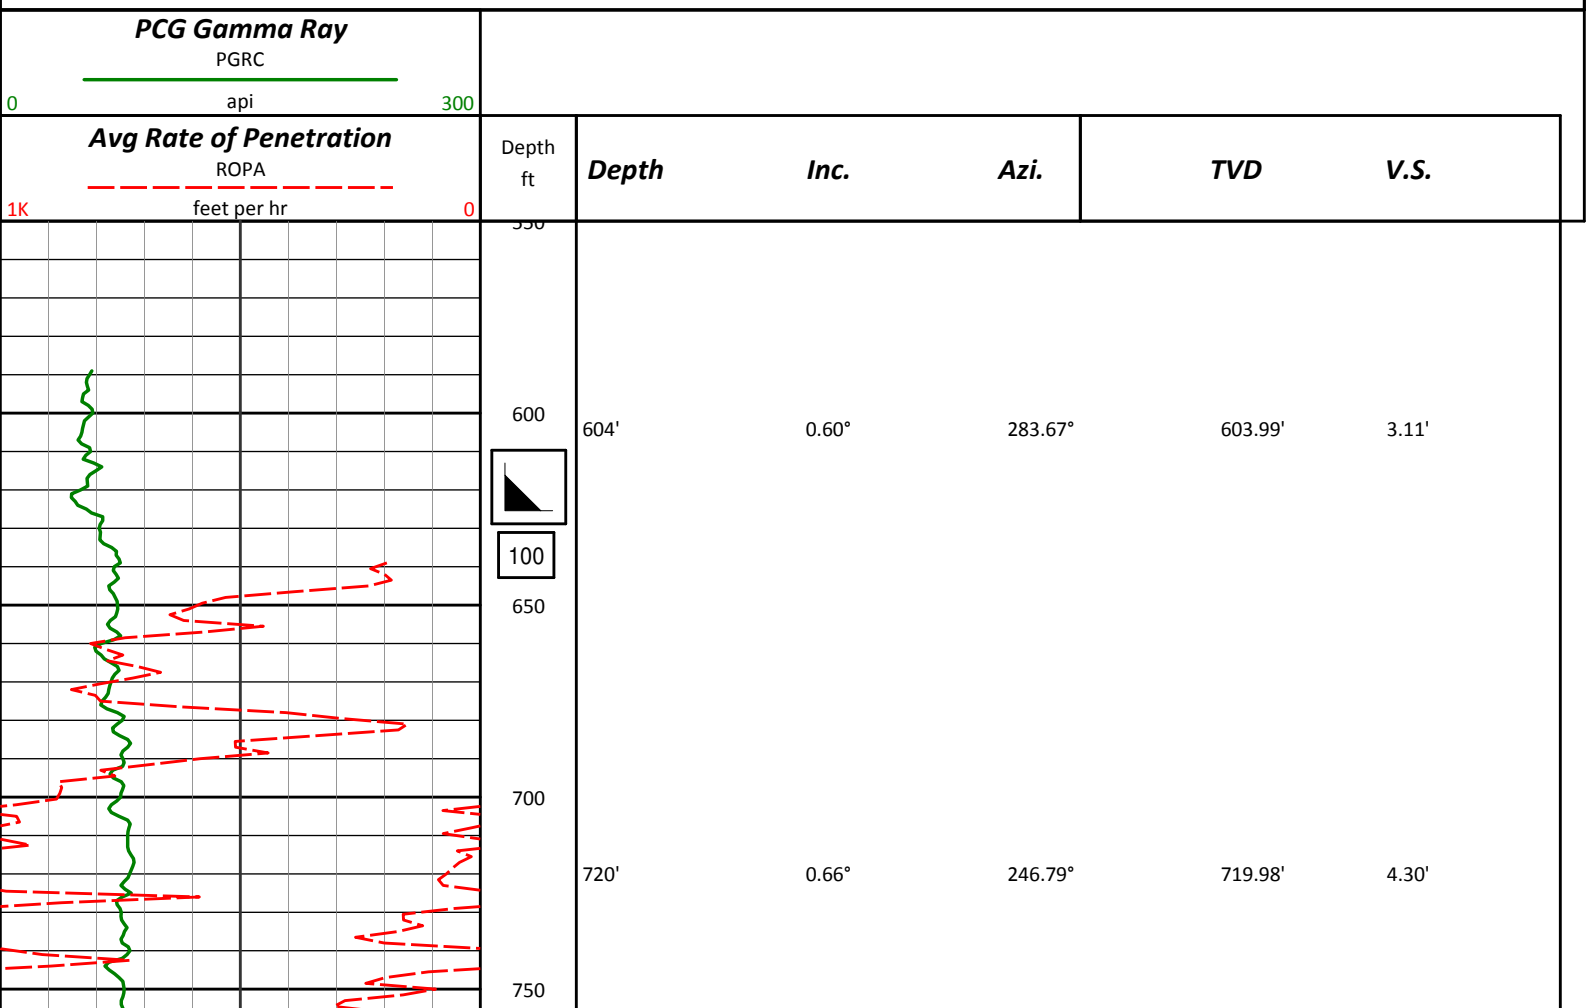 PCG Gamma Ray
PGRC
0 api 300
Avg Rate of Penetration
ROPA
1K feet per hr 0
Depth
ft
Depth Inc. Azi. TVD V.S.
550
600
604' 0.60° 283.67° 603.99' 3.11'
100
650
700
720' 0.66° 246.79° 719.98' 4.30'
750